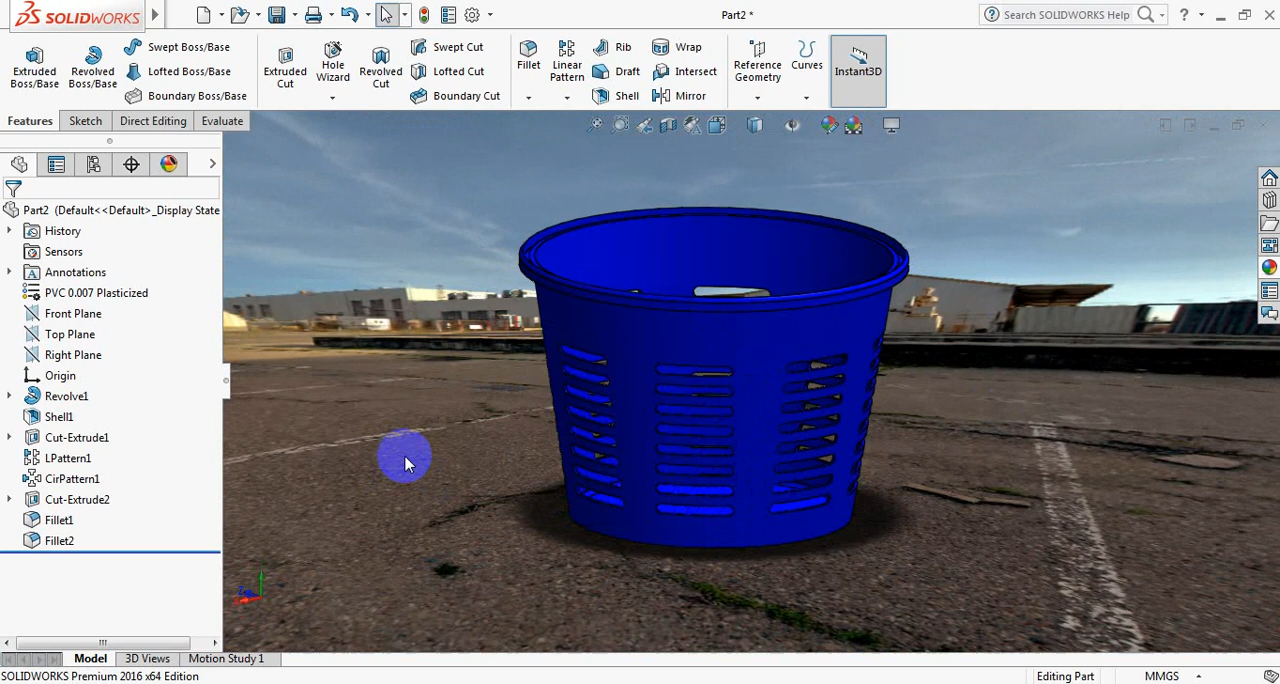 SOLIDWORKS
Part2 *
Search SOLIDWORKS Help
Extruded Boss/Base
Revolved Boss/Base
Swept Boss/Base
Lofted Boss/Base
Boundary Boss/Base
Extruded Cut
Hole Wizard
Revolved Cut
Swept Cut
Lofted Cut
Boundary Cut
Fillet
Linear Pattern
Rib
Draft
Shell
Wrap
Intersect
Mirror
Reference Geometry
Curves
Instant3D
Features
Sketch
Direct Editing
Evaluate
Part2 (Default<<Default>_Display State
History
Sensors
Annotations
PVC 0.007 Plasticized
Front Plane
Top Plane
Right Plane
Origin
Revolve1
Shell1
Cut-Extrude1
LPattern1
CirPattern1
Cut-Extrude2
Fillet1
Fillet2
Model
3D Views
Motion Study 1
SOLIDWORKS Premium 2016 x64 Edition
Editing Part
MMGS